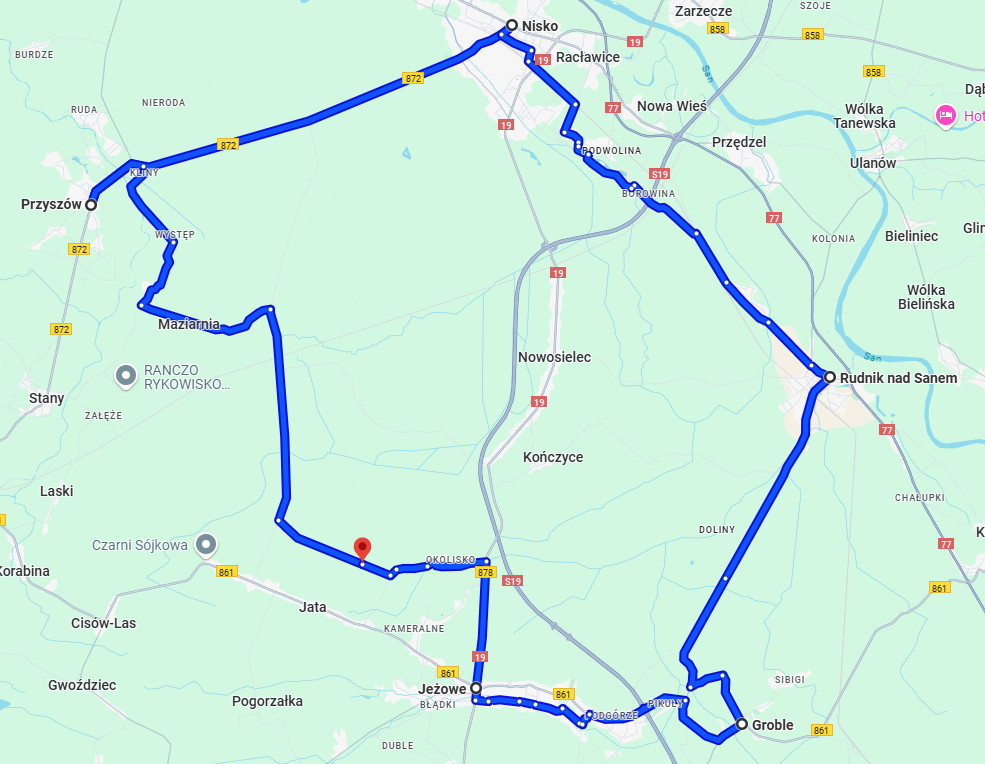 SZOJE
Zarzecze
Nisko
858
858
19
BURDZE
19
Racławice
872
858
Dąb
RUDA
NIERODA
77
Nowa Wieś
Wólka
Tanewska
Hot
San
19
872
Przędzel
PODWOLINA
Ulanów
KLINY
S19
BOROWINA
Przyszów
77
WYSTĘP
KOLONIA
Bieliniec
Glin
872
19
Wólka
Bielińska
Maziarnia
872
Nowosielec
San
RANCZO
RYKOWISKO...
Rudnik nad Sanem
Stany
19
ZAŁĘŻE
77
Kończyce
Laski
CHAŁUPKI
DOLINY
Czarni Sójkowa
77
K
OKOLISKO
Korabina
861
878
S19
861
Jata
Cisów-Las
KAMERALNE
19
861
Gwoździec
Jeżowe
861
SIBIGI
Pogorzałka
BŁĄDKI
PIKUŁY
PODGÓRZE
Groble
861
DUBLE